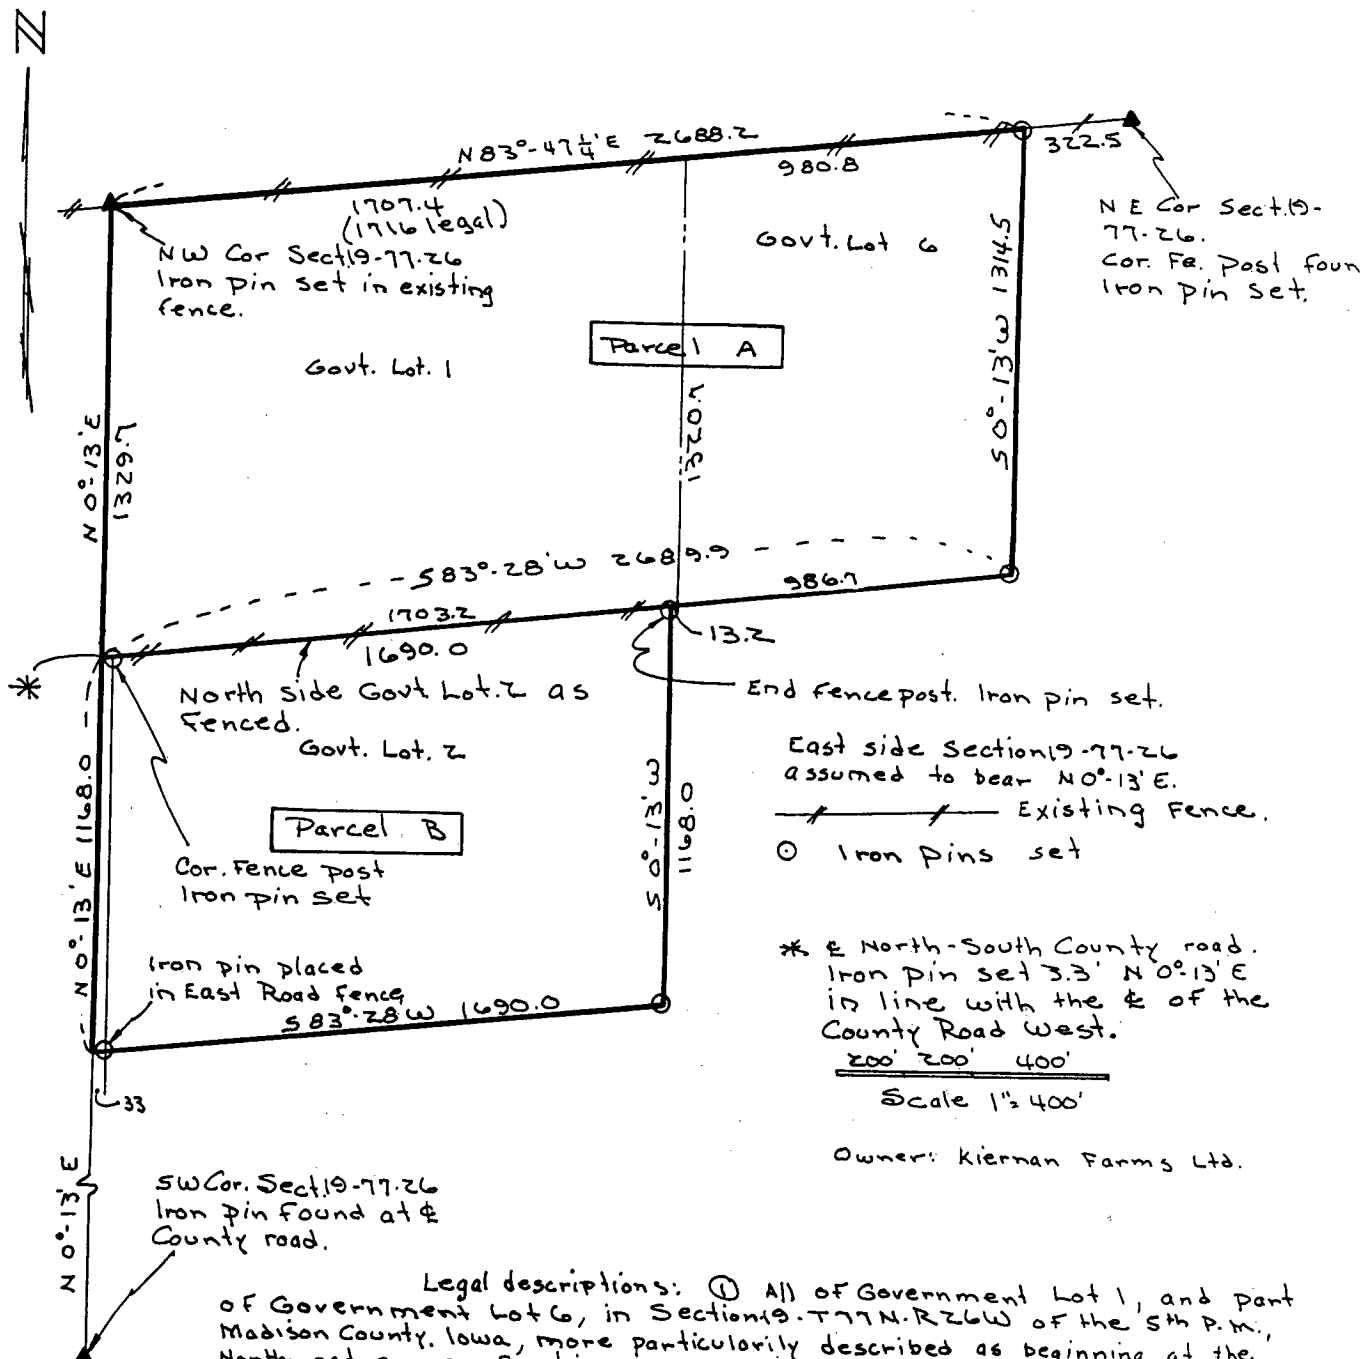 N
N83°-47¼'E 2688.2
980.8
322.5
1707.4
(1716 legal)
NW Cor Sect.19-77-26
Iron pin set in existing
fence.
N E Cor Sect.19-
77-26.
Cor. Fe. Post foun
Iron pin set.
Govt. Lot 6
S 0°-13'W 1314.5
Parcel A
Govt. Lot. 1
N 0°-13'E
1329.7
1320.7
S83°-28'W 2689.9
986.7
1703.2
1690.0
13.2
*
North side Govt. Lot. 2 as
Fenced.
Govt. Lot. 2
End Fencepost. Iron pin set.
East side Section19-77-26
assumed to bear N0°-13'E.
Existing Fence.
Iron Pins set
N 0°-13'E 1168.0
S 0°-13'W
1168.0
Parcel B
Cor. Fence post
Iron pin set
Iron pin placed
in East Road fence
S83°-28'W 1690.0
33
* ℄ North-South County road.
Iron pin set 3.3' N 0°-13'E
in line with the ℄ of the
County Road West.
200' 200' 400'
Scale 1"= 400'
Owner: Kiernan Farms Ltd.
N 0°-13'E
SW Cor. Sect.19-77-26
Iron pin Found at ℄
County road.
Legal descriptions: ① All of Government Lot 1, and part
of Government Lot 6, in Section19-T77N-R26W of the 5th P.M.,
Madison County, Iowa, more particularily described as beginning at the